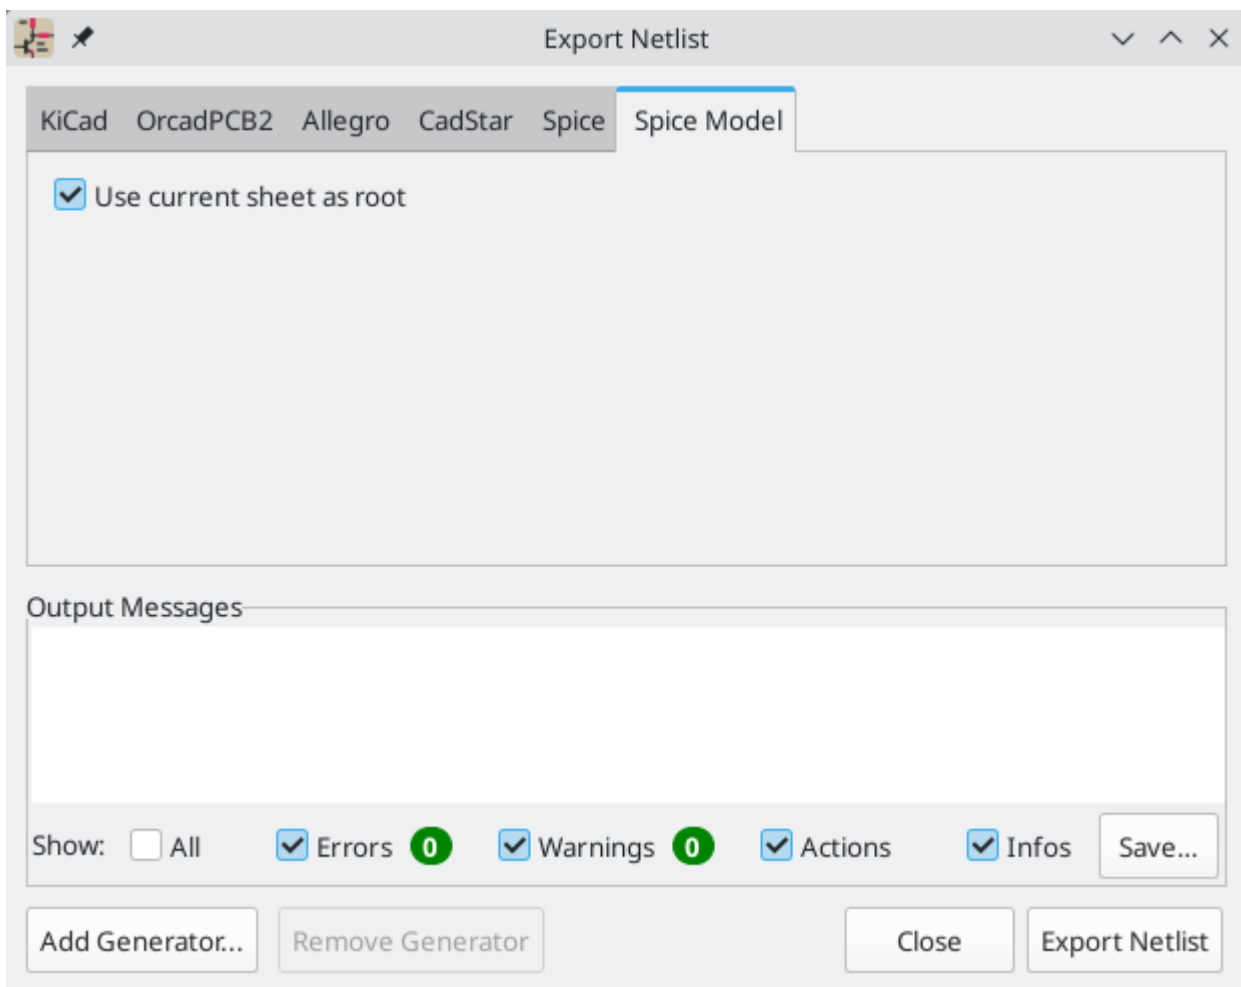 Export Netlist
KiCad OrcadPCB2 Allegro CadStar Spice Spice Model
Use current sheet as root
Output Messages
Show: All Errors 0 Warnings 0 Actions Infos Save...
Add Generator... Remove Generator Close Export Netlist